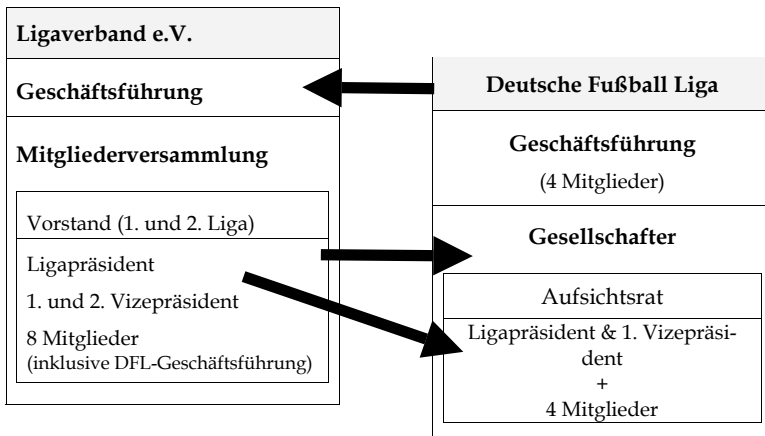 Ligaverband e.V.
Geschäftsführung
Mitgliederversammlung
Vorstand (1. und 2. Liga)
Ligapräsident
1. und 2. Vizepräsident
8 Mitglieder
(inklusive DFL-Geschäftsführung)
Deutsche Fußball Liga
Geschäftsführung
(4 Mitglieder)
Gesellschafter
Aufsichtsrat
Ligapräsident & 1. Vizepräsi-
dent
+
4 Mitglieder